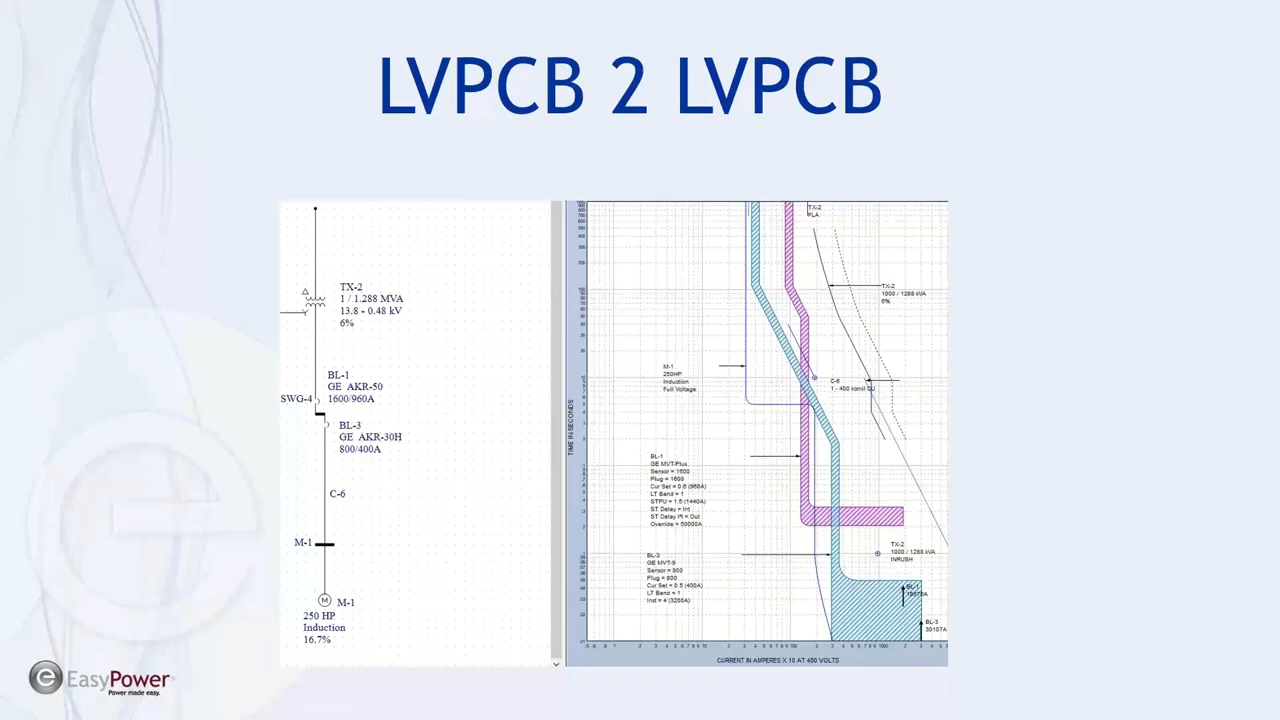 LVPCB 2 LVPCB
TX-2
1 / 1.288 MVA
13.8 - 0.48 kV
6%
BL-1
GE AKR-50
1600/960A
SWG-4
BL-3
GE AKR-30H
800/400A
C-6
M-1
M
M-1
250 HP
Induction
16.7%
TX-2
FLA
TX-2
1000 / 1288 kVA
6%
M-1
250HP
Induction
Full Voltage
C-6
1 - 400 kcmil CU
BL-1
GE MVT-Plus
Sensor = 1600
Plug = 1600
Cur Set = 0.6 (960A)
LT Band = 1
STPU = 1.5 (1440A)
ST Delay = Int
ST Delay I²t = Out
Override = 50000A
BL-3
GE MVT-9
Sensor = 800
Plug = 800
Cur Set = 0.5 (400A)
LT Band = 1
Inst = 4 (3200A)
TX-2
1000 / 1288 kVA
INRUSH
BL-1
BL-3
30107A
TIME IN SECONDS
CURRENT IN AMPERES X 10 AT 480 VOLTS
e EasyPower
Power made easy.